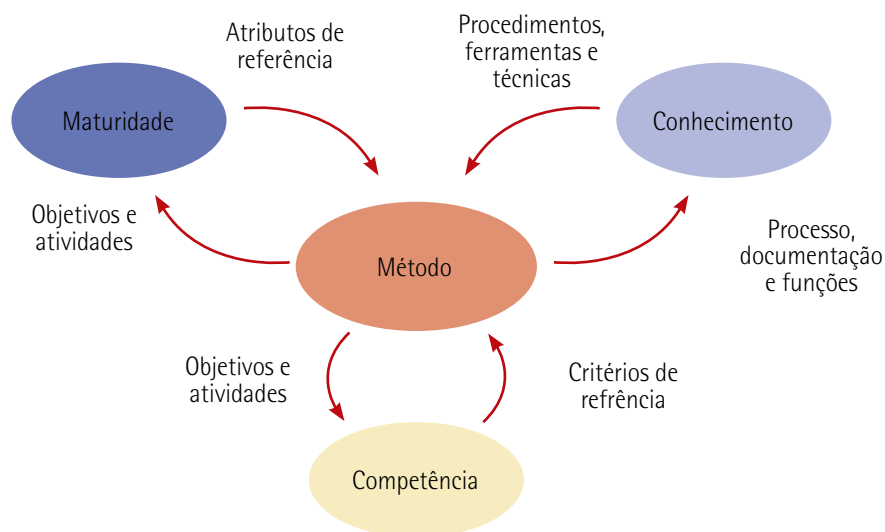 Atributos de
referência
Procedimentos,
ferramentas e
técnicas
Maturidade
Conhecimento
Objetivos e
atividades
Processo,
documentação
e funções
Método
Objetivos e
atividades
Critérios de
refrência
Competência